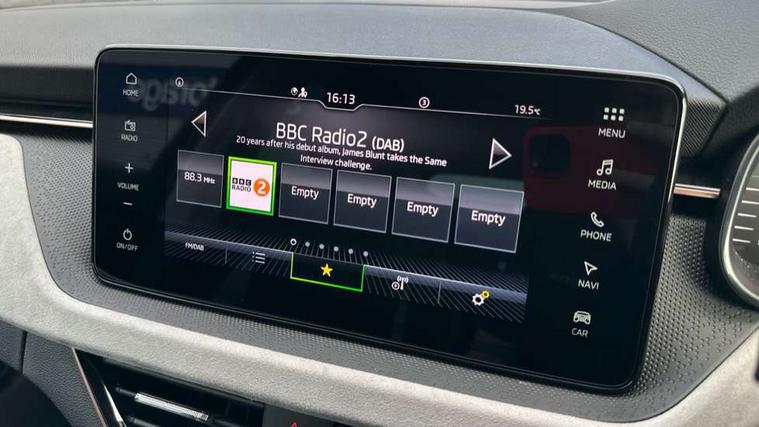 HOME
RADIO
VOLUME
ON/OFF
16:13
3
19.5°C
BBC Radio2 (DAB)
20 years after his debut album, James Blunt takes the Same
Interview challenge.
88.3 MHz
BBC
RADIO 2
Empty
Empty
Empty
Empty
FM/DAB
MENU
MEDIA
PHONE
NAVI
CAR